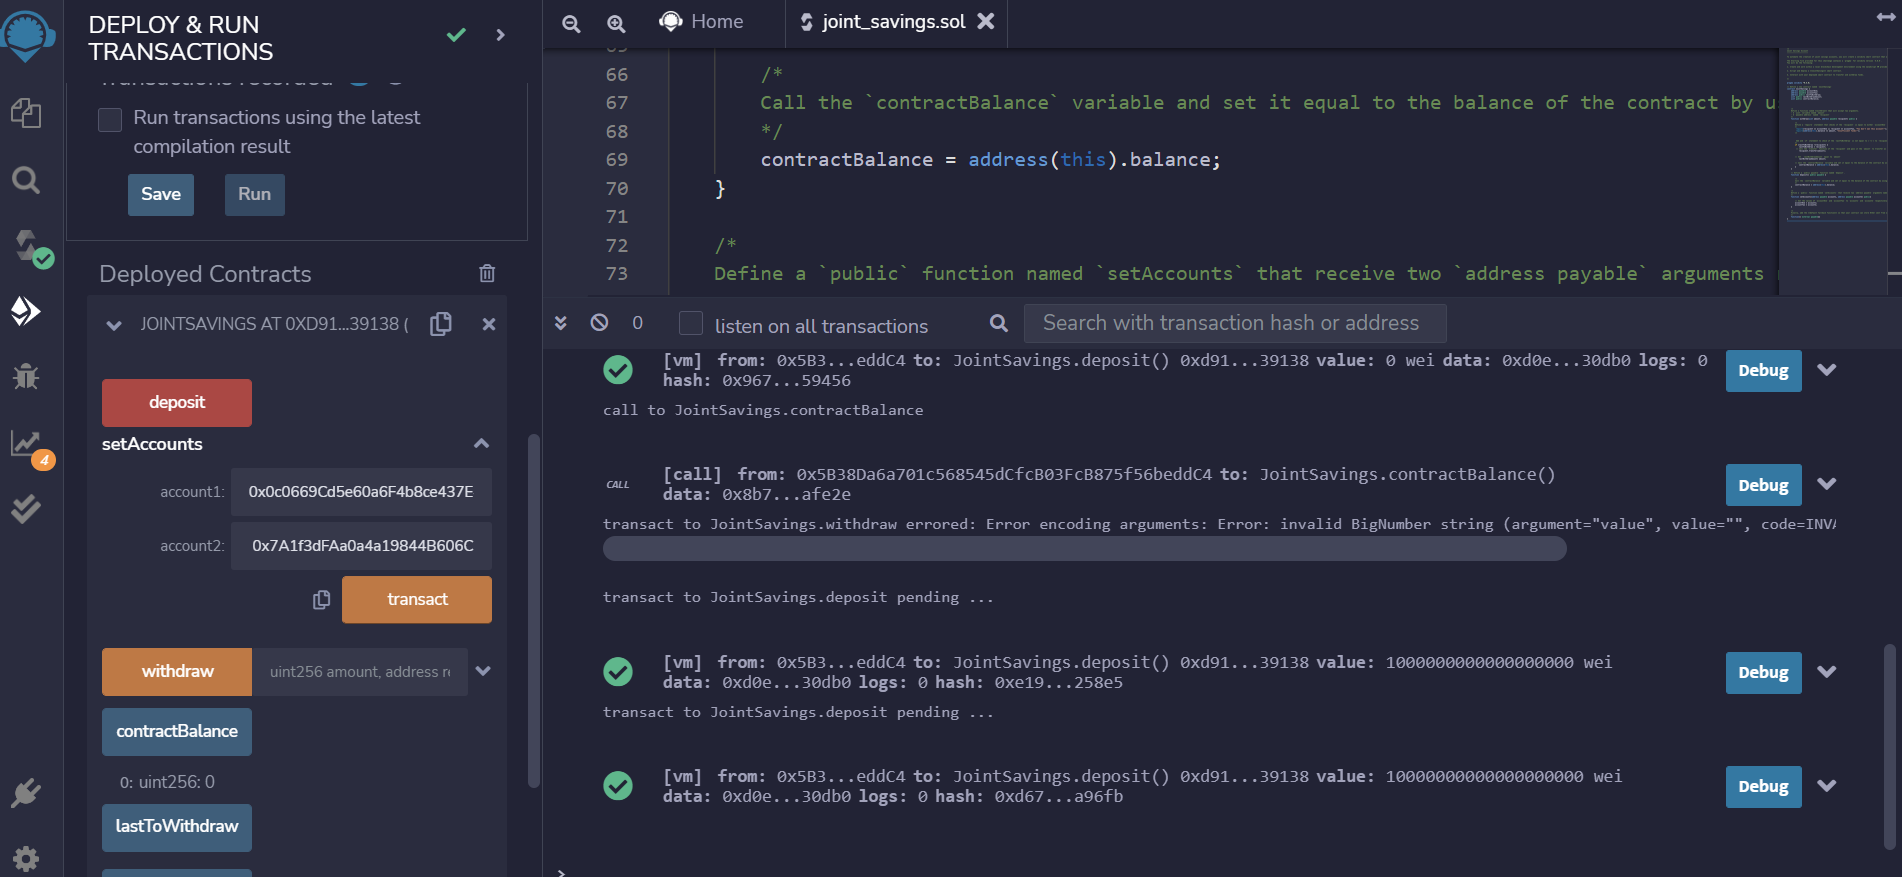 DEPLOY & RUN
TRANSACTIONS
Run transactions using the latest
compilation result
Save
Run
Deployed Contracts
JOINTSAVINGS AT 0XD91...39138 (
deposit
setAccounts
account1: 0x0c0669Cd5e60a6F4b8ce437E
account2: 0x7A1f3dFAa0a4a19844B606C
transact
withdraw
uint256 amount, address re
contractBalance
0: uint256: 0
lastToWithdraw
4
Home
joint_savings.sol
66 /*
67 Call the `contractBalance` variable and set it equal to the balance of the contract by u
68 */
69 contractBalance = address(this).balance;
70 }
71
72 /*
73 Define a `public` function named `setAccounts` that receive two `address payable` arguments
0
listen on all transactions
Search with transaction hash or address
[vm] from: 0x5B3...eddC4 to: JointSavings.deposit() 0xd91...39138 value: 0 wei data: 0xd0e...30db0 logs: 0
hash: 0x967...59456
Debug
call to JointSavings.contractBalance
CALL
[call] from: 0x5B38Da6a701c568545dCfcB03FcB875f56beddC4 to: JointSavings.contractBalance()
data: 0x8b7...afe2e
Debug
transact to JointSavings.withdraw errored: Error encoding arguments: Error: invalid BigNumber string (argument="value", value="", code=INVA
transact to JointSavings.deposit pending ...
[vm] from: 0x5B3...eddC4 to: JointSavings.deposit() 0xd91...39138 value: 1000000000000000000 wei
data: 0xd0e...30db0 logs: 0 hash: 0xe19...258e5
Debug
transact to JointSavings.deposit pending ...
[vm] from: 0x5B3...eddC4 to: JointSavings.deposit() 0xd91...39138 value: 10000000000000000000 wei
data: 0xd0e...30db0 logs: 0 hash: 0xd67...a96fb
Debug
>